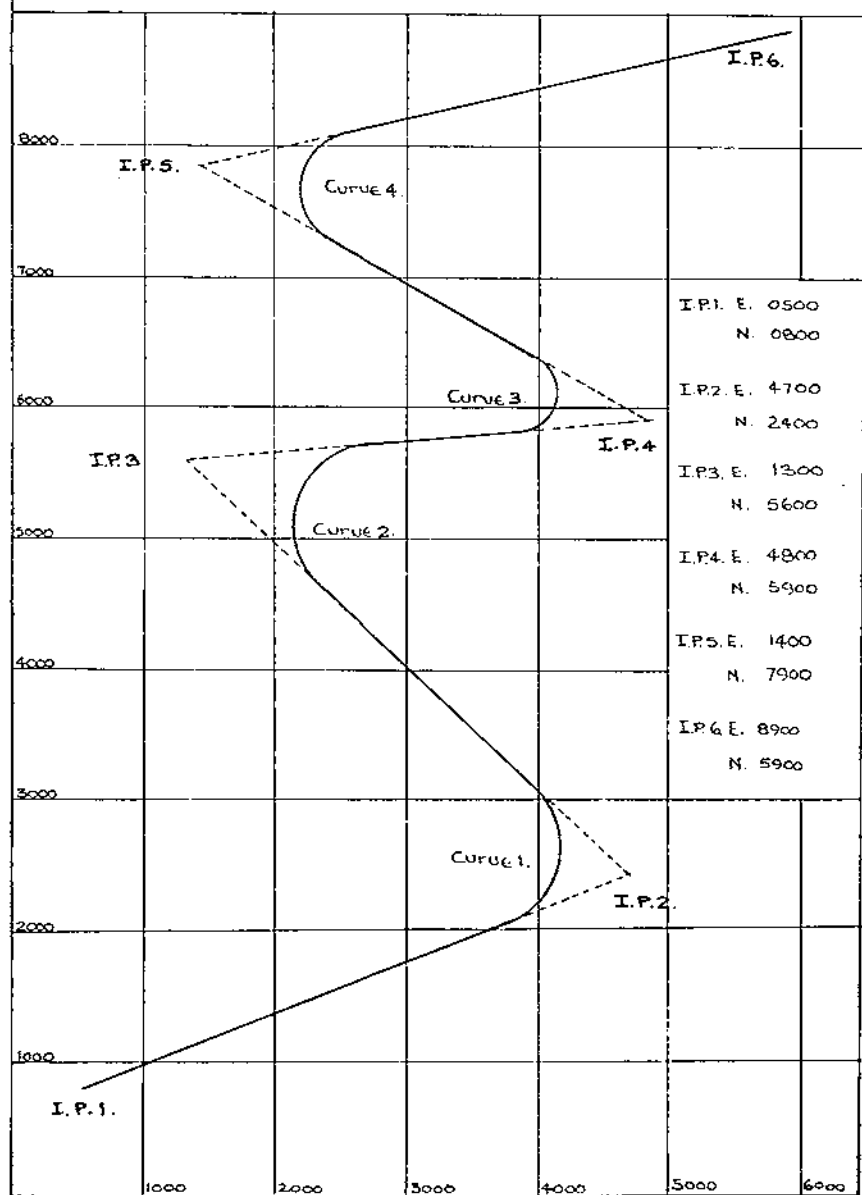 I.P.6.
8000
I.P.5.
Curve 4.
7000
I.P.1. E. 0500
N. 0800
Curve 3.
6000
I.P.2. E. 4700
N. 2400
I.P.4
I.P.3
I.P.3. E. 1300
N. 5600
5000
Curve 2.
I.P.4. E. 4800
N. 5900
4000
I.P.5. E. 1400
N. 7900
I.P.6. E. 8900
N. 5900
3000
Curve 1.
I.P.2.
2000
1000
I.P.1.
1000 2000 3000 4000 5000 6000